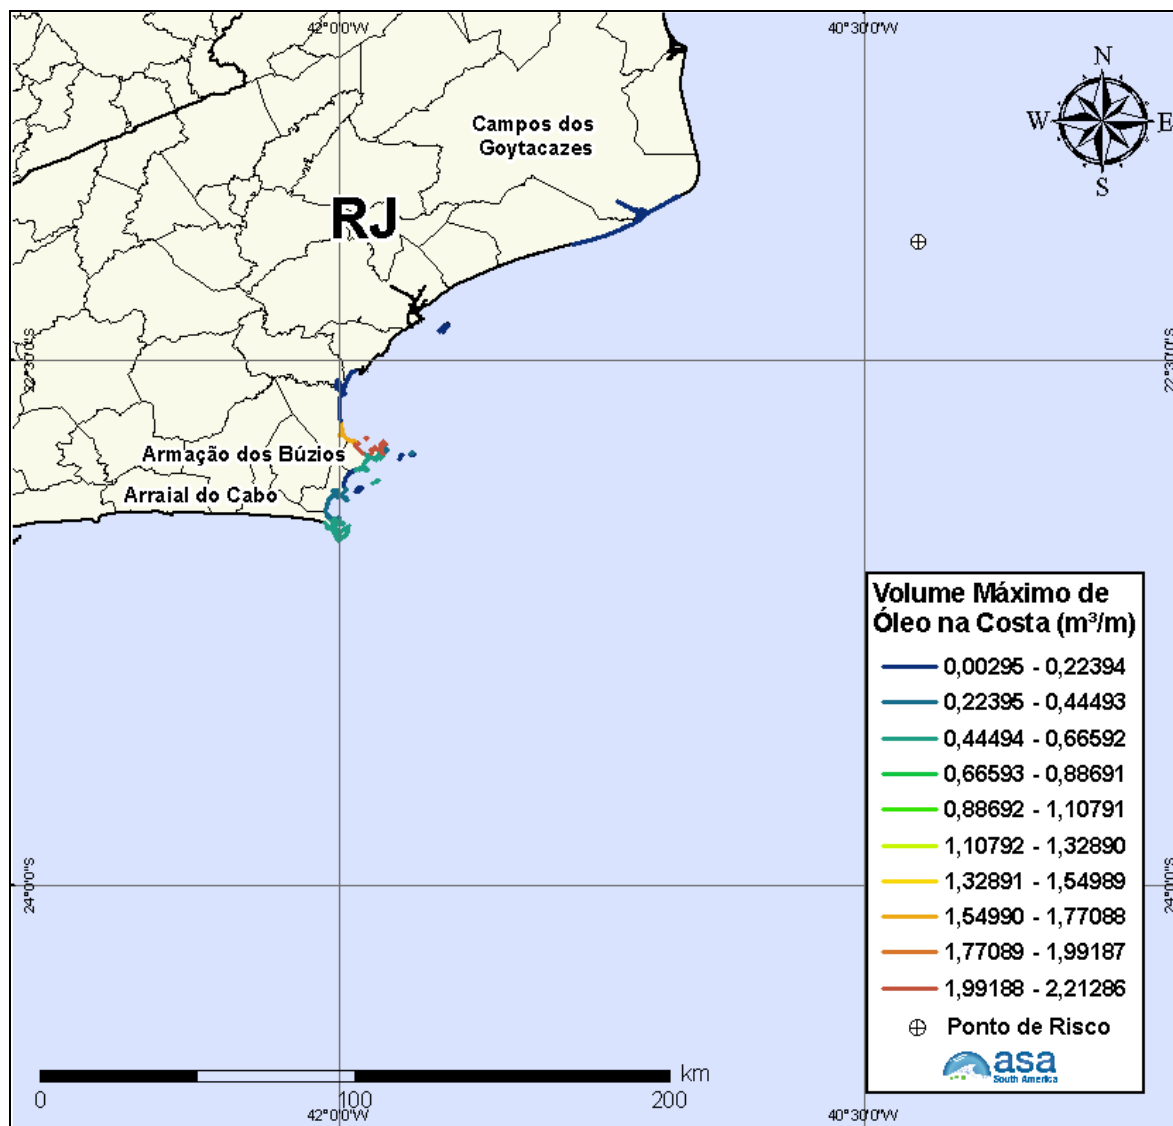 42°0'0"W
40°30'0"W
N
W
E
S
Campos dos
Goytacazes
RJ
22°30'0"S
22°30'0"S
Armação dos Búzios
Arraial do Cabo
Volume Máximo de
Óleo na Costa (m³/m)
0,00295 - 0,22394
0,22395 - 0,44493
0,44494 - 0,66592
0,66593 - 0,88691
0,88692 - 1,10791
1,10792 - 1,32890
1,32891 - 1,54989
1,54990 - 1,77088
1,77089 - 1,99187
1,99188 - 2,21286
Ponto de Risco
asa
South America
24°0'0"S
24°0'0"S
km
0
100
200
42°0'0"W
40°30'0"W